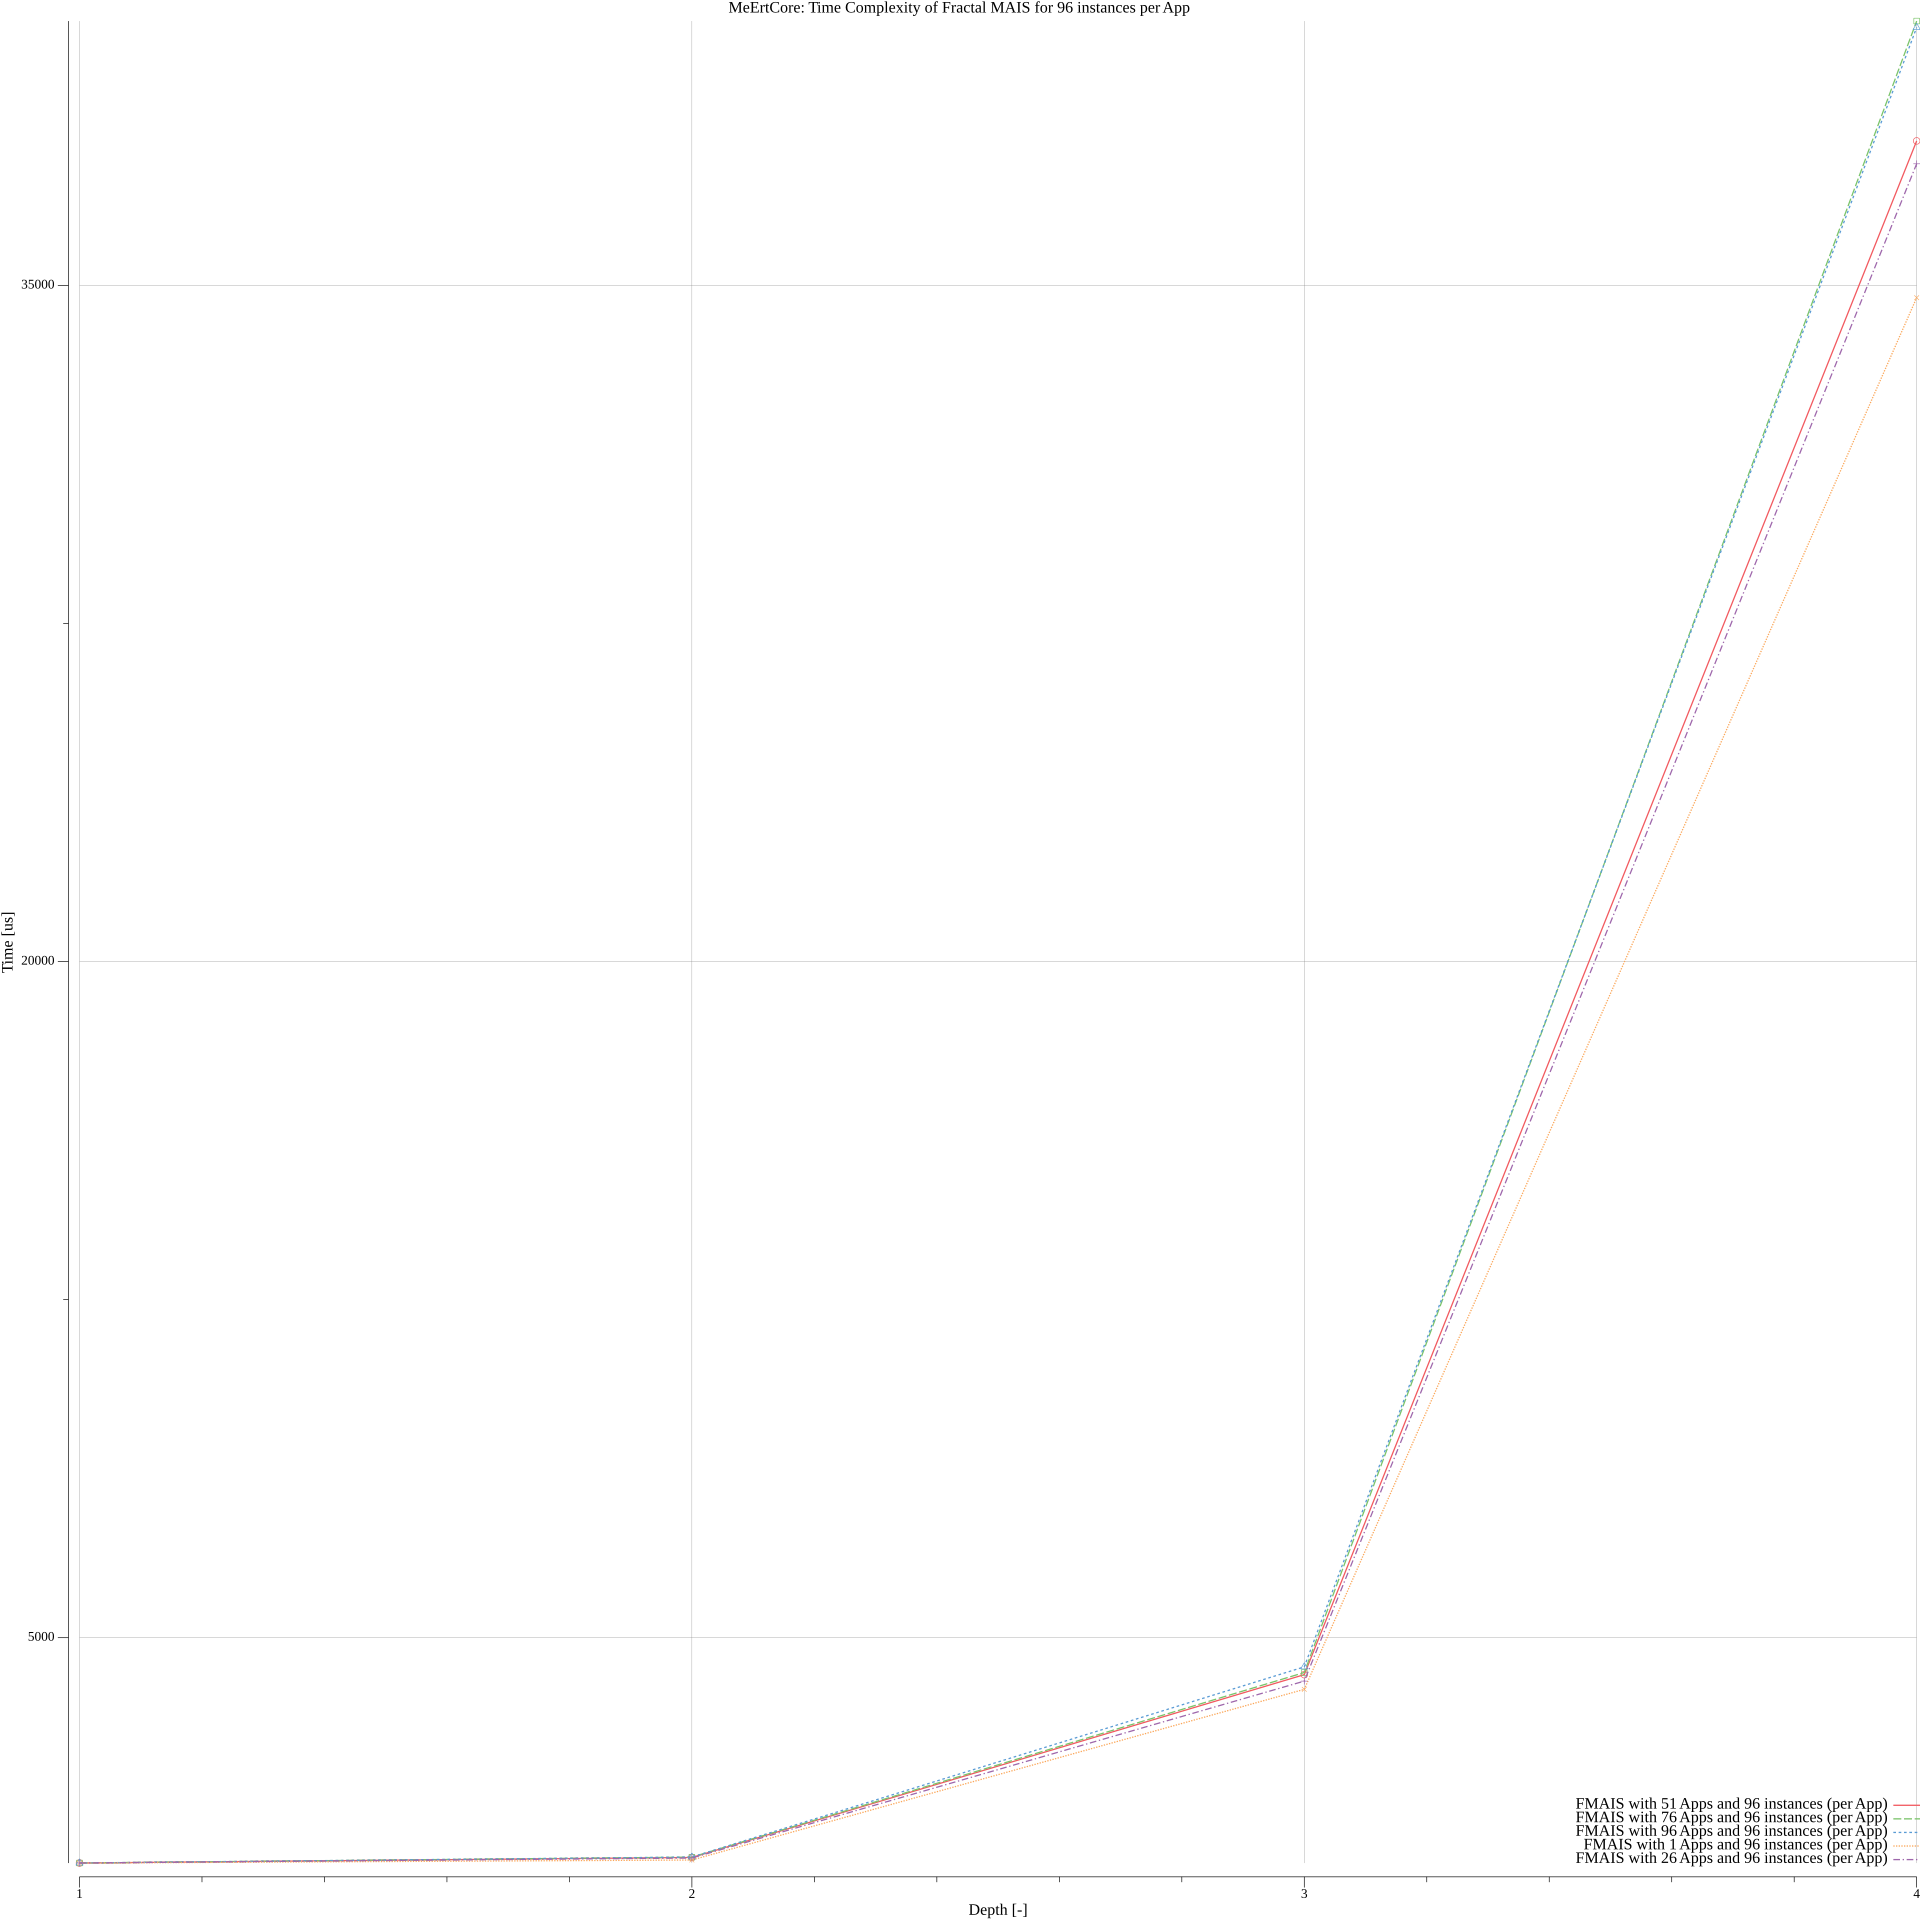 MeErtCore: Time Complexity of Fractal MAIS for 96 instances per App
35000
20000
5000
Time [us]
FMAIS with 51 Apps and 96 instances (per App)
FMAIS with 76 Apps and 96 instances (per App)
FMAIS with 96 Apps and 96 instances (per App)
FMAIS with 1 Apps and 96 instances (per App)
FMAIS with 26 Apps and 96 instances (per App)
1 2 3 4
Depth [-]